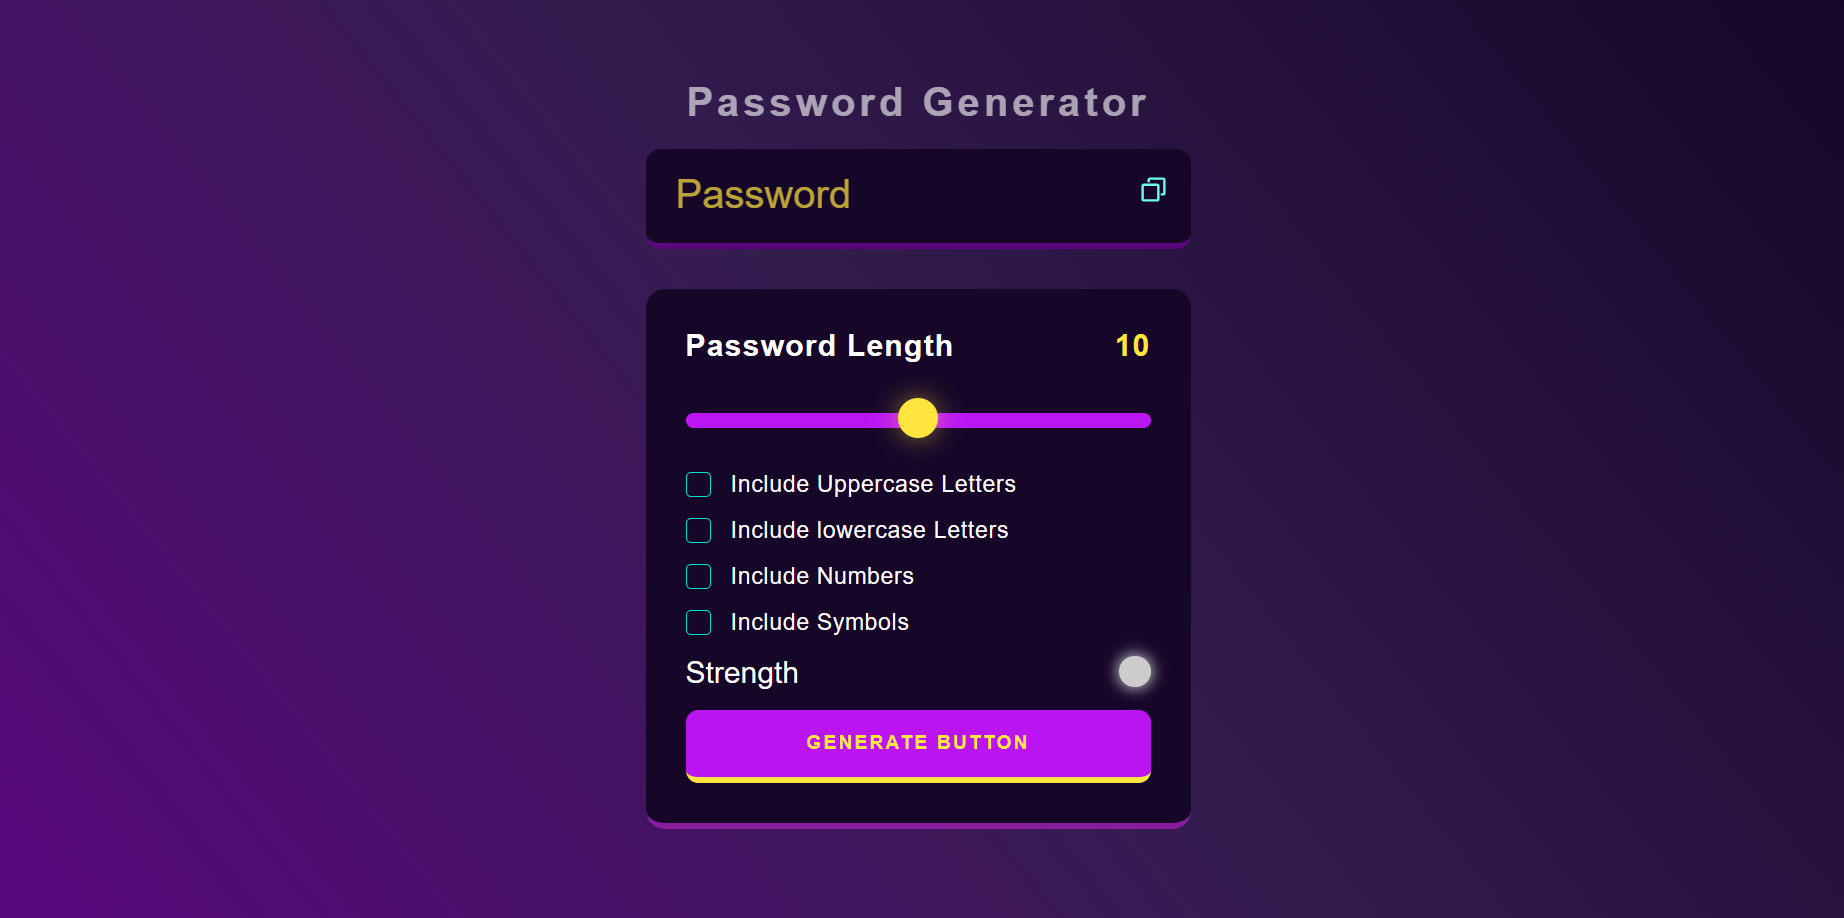 Password Generator
Password
Password Length 10
Include Uppercase Letters
Include lowercase Letters
Include Numbers
Include Symbols
Strength
GENERATE BUTTON